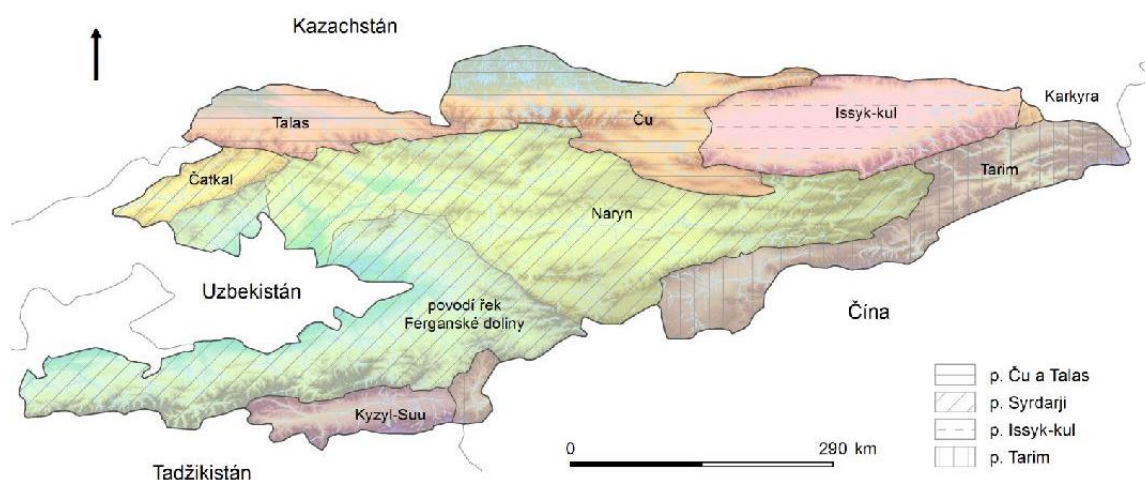 Kazachstán
Karkyra
Issyk-kul
Talas
Ču
Tarim
Čatkal
Naryn
Uzbekistán
povodí řek
Ferganské doliny
Čína
Kyzyl-Suu
Tadžikistán
0 290 km
p. Ču a Talas
p. Syrdarji
p. Issyk-kul
p. Tarim